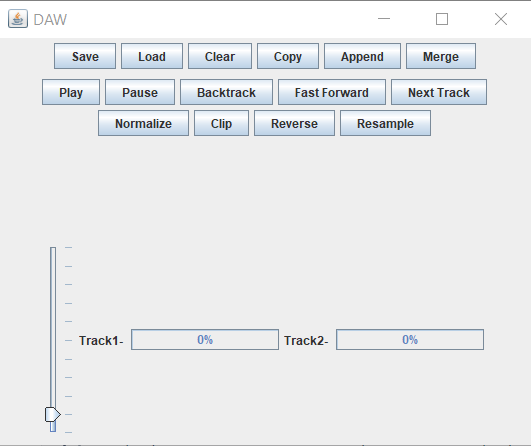 DAW
Save Load Clear Copy Append Merge
Play Pause Backtrack Fast Forward Next Track
Normalize Clip Reverse Resample
Track1- 0% Track2- 0%